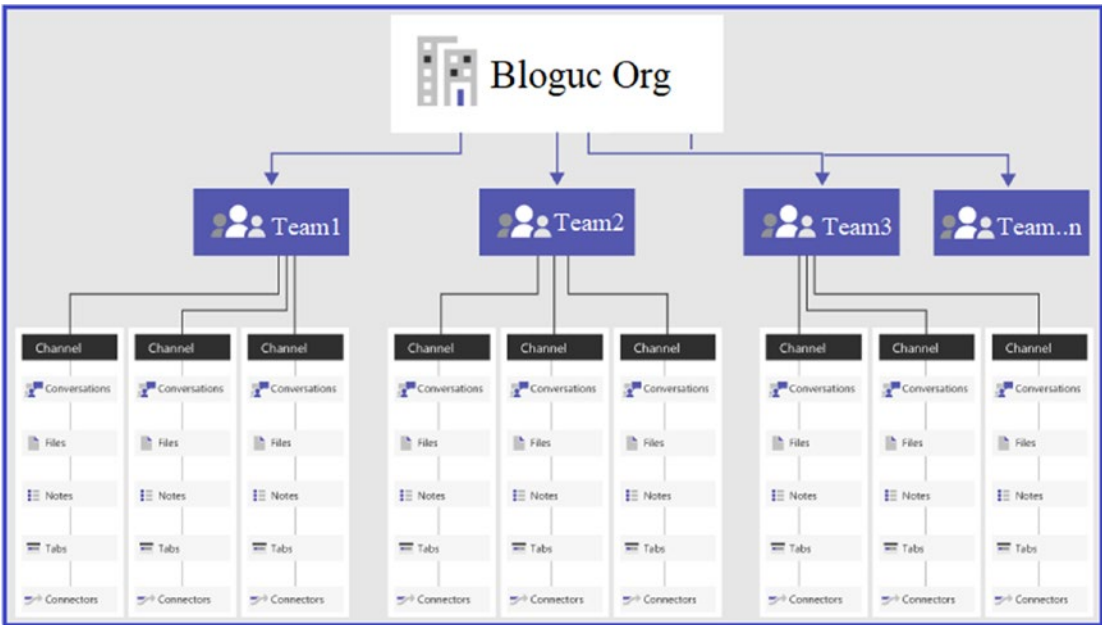 Bloguc Org
Team1 Team2 Team3 Team..n
Channel Channel Channel Channel Channel Channel Channel Channel Channel
Conversations Conversations Conversations Conversations Conversations Conversations Conversations Conversations Conversations
Files Files Files Files Files Files Files Files Files
Notes Notes Notes Notes Notes Notes Notes Notes Notes
Tabs Tabs Tabs Tabs Tabs Tabs Tabs Tabs Tabs
Connectors Connectors Connectors Connectors Connectors Connectors Connectors Connectors Connectors